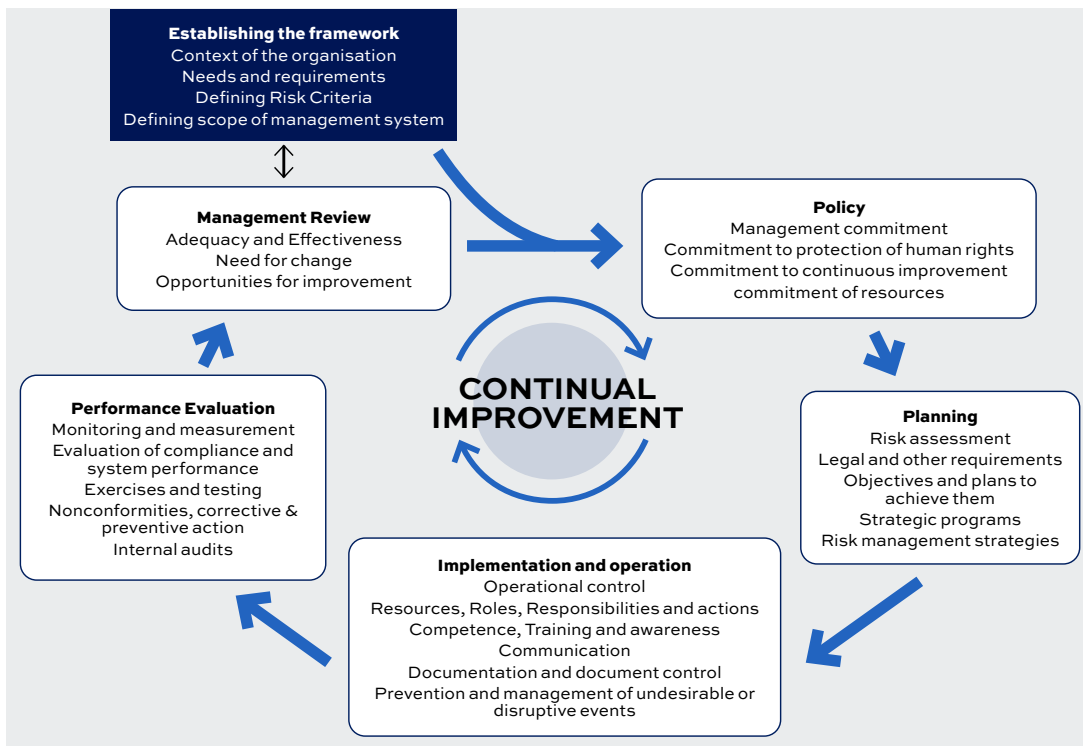 Establishing the framework
Context of the organisation
Needs and requirements
Defining Risk Criteria
Defining scope of management system
Management Review
Adequacy and Effectiveness
Need for change
Opportunities for improvement
Policy
Management commitment
Commitment to protection of human rights
Commitment to continuous improvement
commitment of resources
CONTINUAL
IMPROVEMENT
Performance Evaluation
Monitoring and measurement
Evaluation of compliance and
system performance
Exercises and testing
Nonconformities, corrective &
preventive action
Internal audits
Planning
Risk assessment
Legal and other requirements
Objectives and plans to
achieve them
Strategic programs
Risk management strategies
Implementation and operation
Operational control
Resources, Roles, Responsibilities and actions
Competence, Training and awareness
Communication
Documentation and document control
Prevention and management of undesirable or
disruptive events